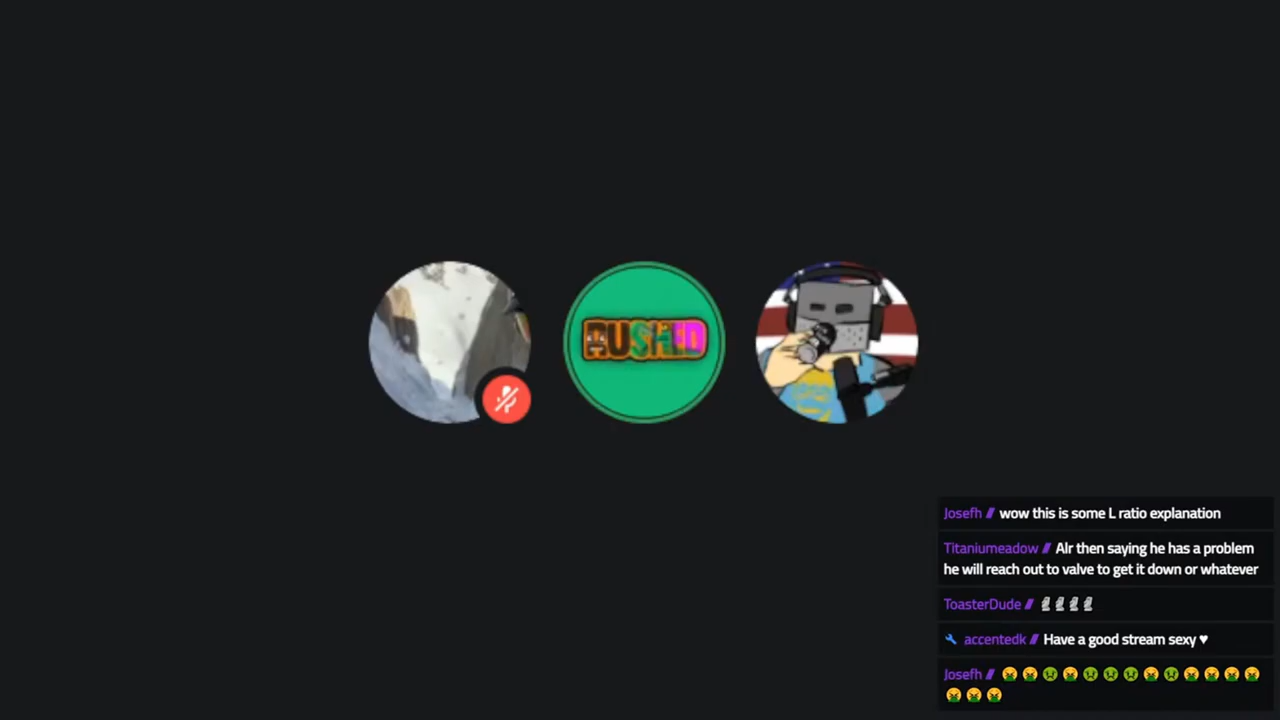 RUSHED
Josefh // wow this is some L ratio explanation
Titaniumeadow // Alr then saying he has a problem
he will reach out to valve to get it down or whatever
ToasterDude // 🗿🗿🗿🗿
accentedk // Have a good stream sexy ♥
Josefh // 🤮🤮🤢🤮🤢🤢🤢🤮🤢🤮🤮🤮🤮
🤮🤮🤮